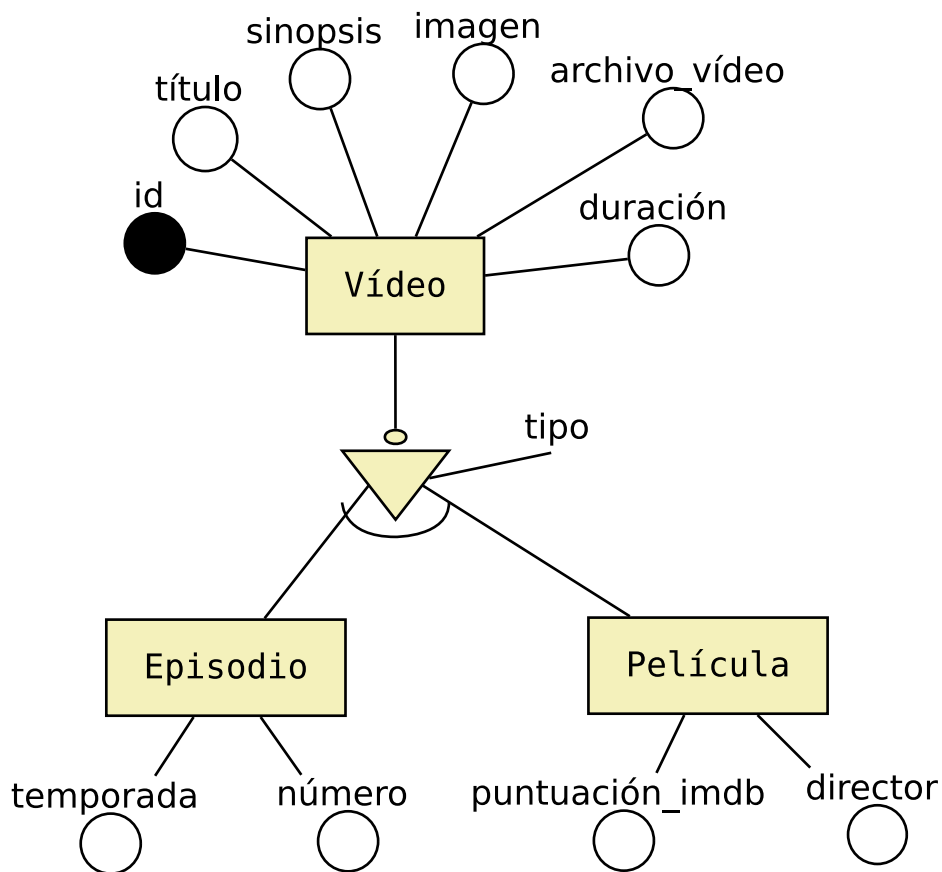 sinopsis
imagen
título
archivo_vídeo
id
duración
Vídeo
tipo
Episodio
Película
temporada
número
puntuación_imdb
director